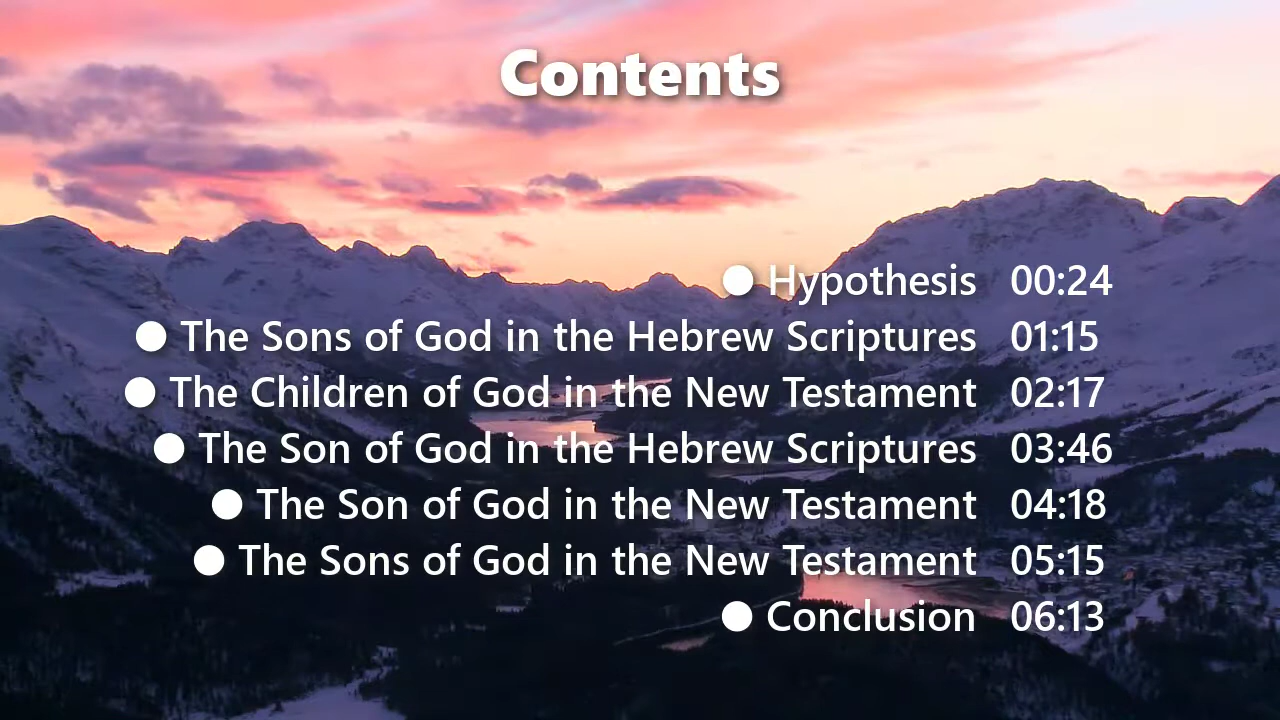 Contents
● Hypothesis 00:24
● The Sons of God in the Hebrew Scriptures 01:15
● The Children of God in the New Testament 02:17
● The Son of God in the Hebrew Scriptures 03:46
● The Son of God in the New Testament 04:18
● The Sons of God in the New Testament 05:15
● Conclusion 06:13